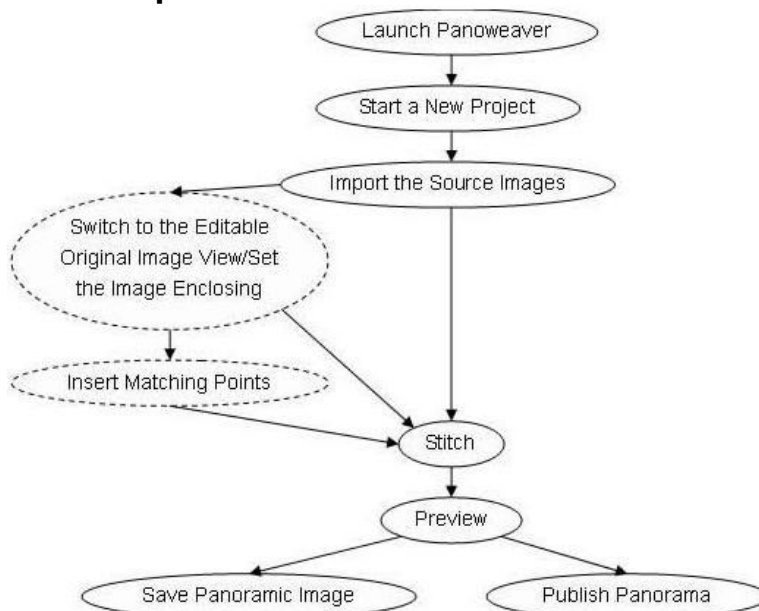 Launch Panoweaver
Start a New Project
Import the Source Images
Switch to the Editable
Original Image View/Set
the Image Enclosing
Insert Matching Points
Stitch
Preview
Save Panoramic Image
Publish Panorama